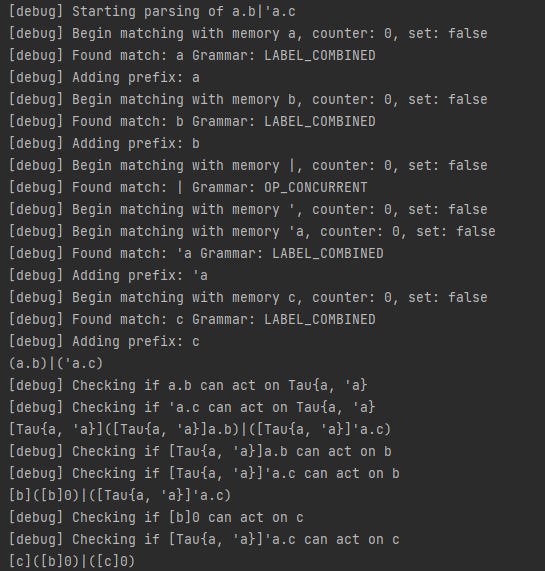 [debug] Starting parsing of a.b|'a.c
[debug] Begin matching with memory a, counter: 0, set: false
[debug] Found match: a Grammar: LABEL_COMBINED
[debug] Adding prefix: a
[debug] Begin matching with memory b, counter: 0, set: false
[debug] Found match: b Grammar: LABEL_COMBINED
[debug] Adding prefix: b
[debug] Begin matching with memory |, counter: 0, set: false
[debug] Found match: | Grammar: OP_CONCURRENT
[debug] Begin matching with memory ', counter: 0, set: false
[debug] Begin matching with memory 'a, counter: 0, set: false
[debug] Found match: 'a Grammar: LABEL_COMBINED
[debug] Adding prefix: 'a
[debug] Begin matching with memory c, counter: 0, set: false
[debug] Found match: c Grammar: LABEL_COMBINED
[debug] Adding prefix: c
(a.b)|('a.c)
[debug] Checking if a.b can act on Tau{a, 'a}
[debug] Checking if 'a.c can act on Tau{a, 'a}
[Tau{a, 'a}]([Tau{a, 'a}]a.b)|([Tau{a, 'a}]'a.c)
[debug] Checking if [Tau{a, 'a}]a.b can act on b
[debug] Checking if [Tau{a, 'a}]'a.c can act on b
[b]([b]0)|([Tau{a, 'a}]'a.c)
[debug] Checking if [b]0 can act on c
[debug] Checking if [Tau{a, 'a}]'a.c can act on c
[c]([b]0)|([c]0)